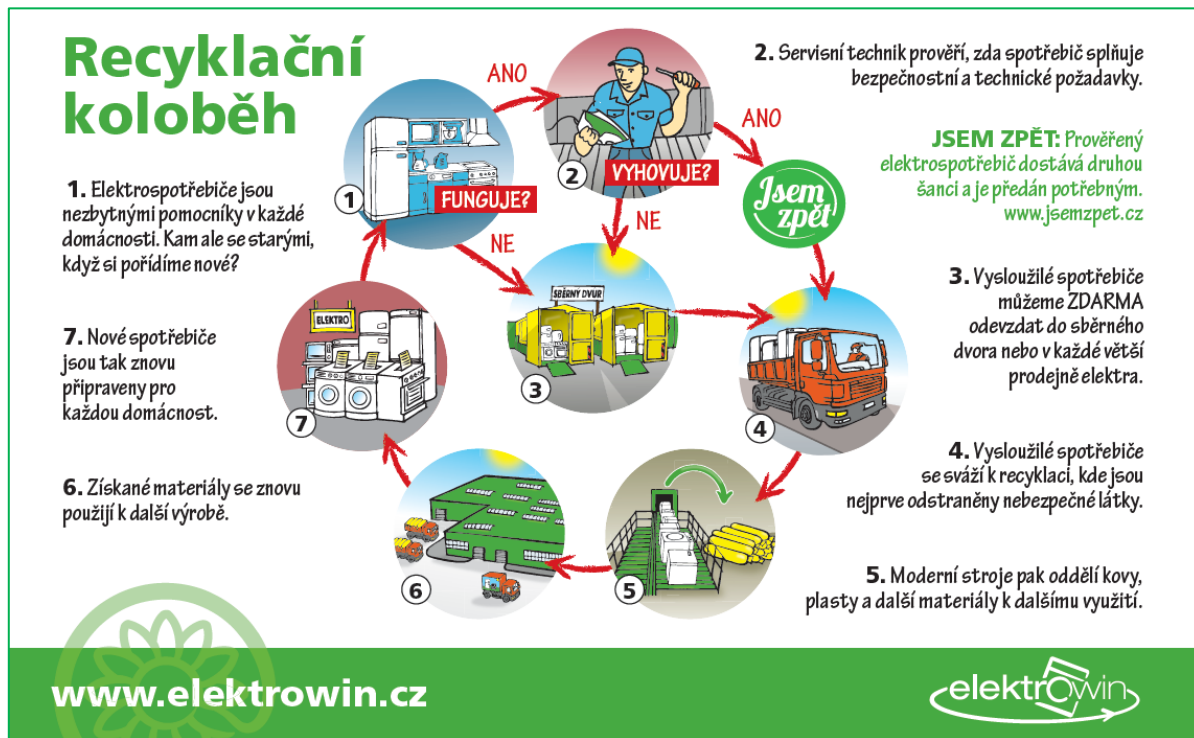 Recyklační
koloběh
1. Elektrospotřebiče jsou
nezbytnými pomocníky v každé
domácnosti. Kam ale se starými,
když si pořídíme nové?
7. Nové spotřebiče
jsou tak znovu
připraveny pro
každou domácnost.
6. Získané materiály se znovu
použijí k další výrobě.
1
FUNGUJE?
ANO
NE
2
VYHOVUJE?
ANO
NE
Jsem
zpět
SBĚRNÝ DVUR
3
4
5
6
ELEKTRO
7
2. Servisní technik prověří, zda spotřebič splňuje
bezpečnostní a technické požadavky.
JSEM ZPĚT: Prověřený
elektrospotřebič dostává druhou
šanci a je předán potřebným.
www.jsemzpet.cz
3. Vysloužilé spotřebiče
můžeme ZDARMA
odevzdat do sběrného
dvora nebo v každé větší
prodejně elektra.
4. Vysloužilé spotřebiče
se sváží k recyklaci, kde jsou
nejprve odstraněny nebezpečné látky.
5. Moderní stroje pak oddělí kovy,
plasty a další materiály k dalšímu využití.
www.elektrowin.cz
elektrowin